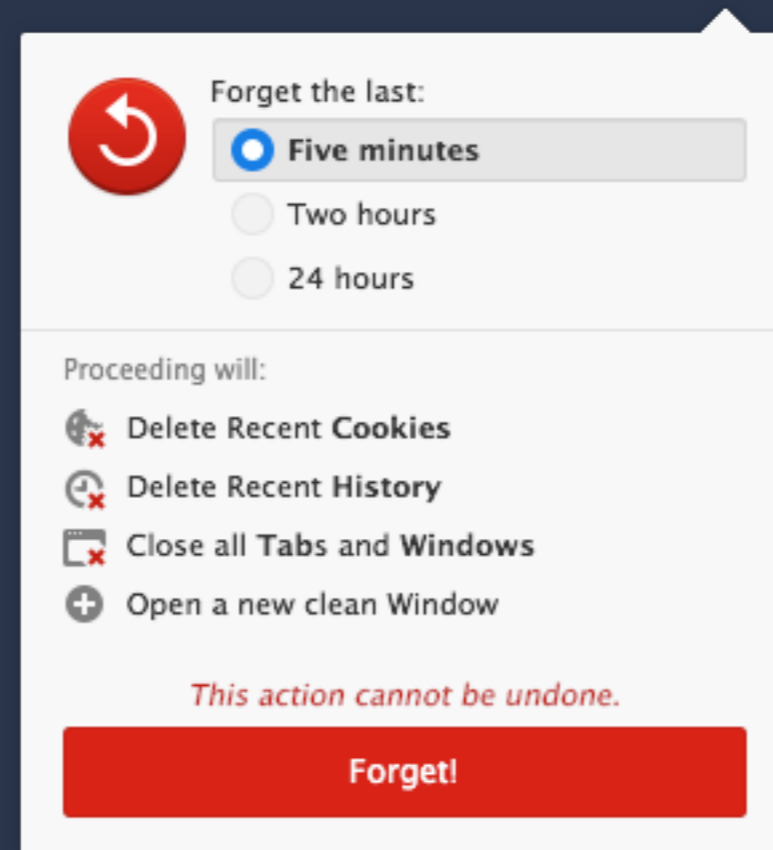 Forget the last:
Five minutes
Two hours
24 hours
Proceeding will:
Delete Recent Cookies
Delete Recent History
Close all Tabs and Windows
Open a new clean Window
This action cannot be undone.
Forget!